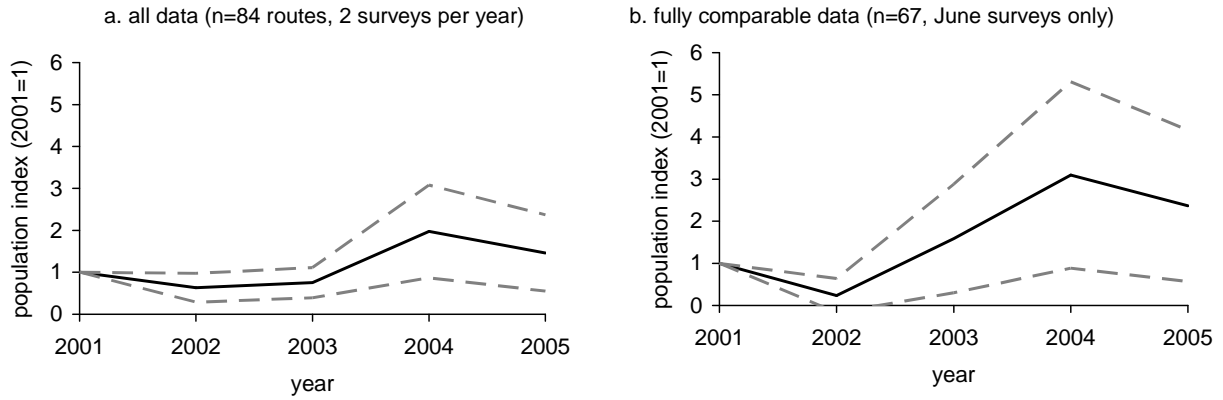 a. all data (n=84 routes, 2 surveys per year)
population index (2001=1)
6
5
4
3
2
1
0
2001 2002 2003 2004 2005
year
b. fully comparable data (n=67, June surveys only)
population index (2001=1)
6
5
4
3
2
1
0
2001 2002 2003 2004 2005
year